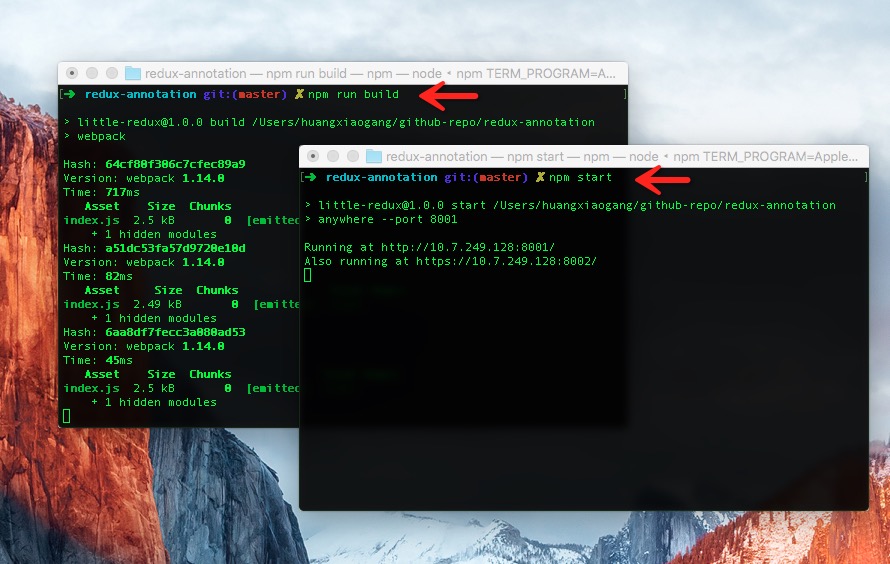 redux-annotation — npm run build — npm — node ◂ npm TERM_PROGRAM=A...
[➜ redux-annotation git:(master) ✗ npm run build ]
> little-redux@1.0.0 build /Users/huangxiaogang/github-repo/redux-annotation
> webpack
Hash: 64cf80f306c7cfec89a9
Version: webpack 1.14.0
Time: 717ms
Asset Size Chunks
index.js 2.5 kB 0 [emitte
+ 1 hidden modules
Hash: a51dc53fa57d9720e10d
Version: webpack 1.14.0
Time: 82ms
Asset Size Chunks
index.js 2.49 kB 0 [emitte
+ 1 hidden modules
Hash: 6aa8df7fecc3a080ad53
Version: webpack 1.14.0
Time: 45ms
Asset Size Chunks
index.js 2.5 kB 0 [emitted
+ 1 hidden modules
redux-annotation — npm start — npm — node ◂ npm TERM_PROGRAM=Apple...
[➜ redux-annotation git:(master) ✗ npm start ]
> little-redux@1.0.0 start /Users/huangxiaogang/github-repo/redux-annotation
> anywhere --port 8001
Running at http://10.7.249.128:8001/
Also running at https://10.7.249.128:8002/